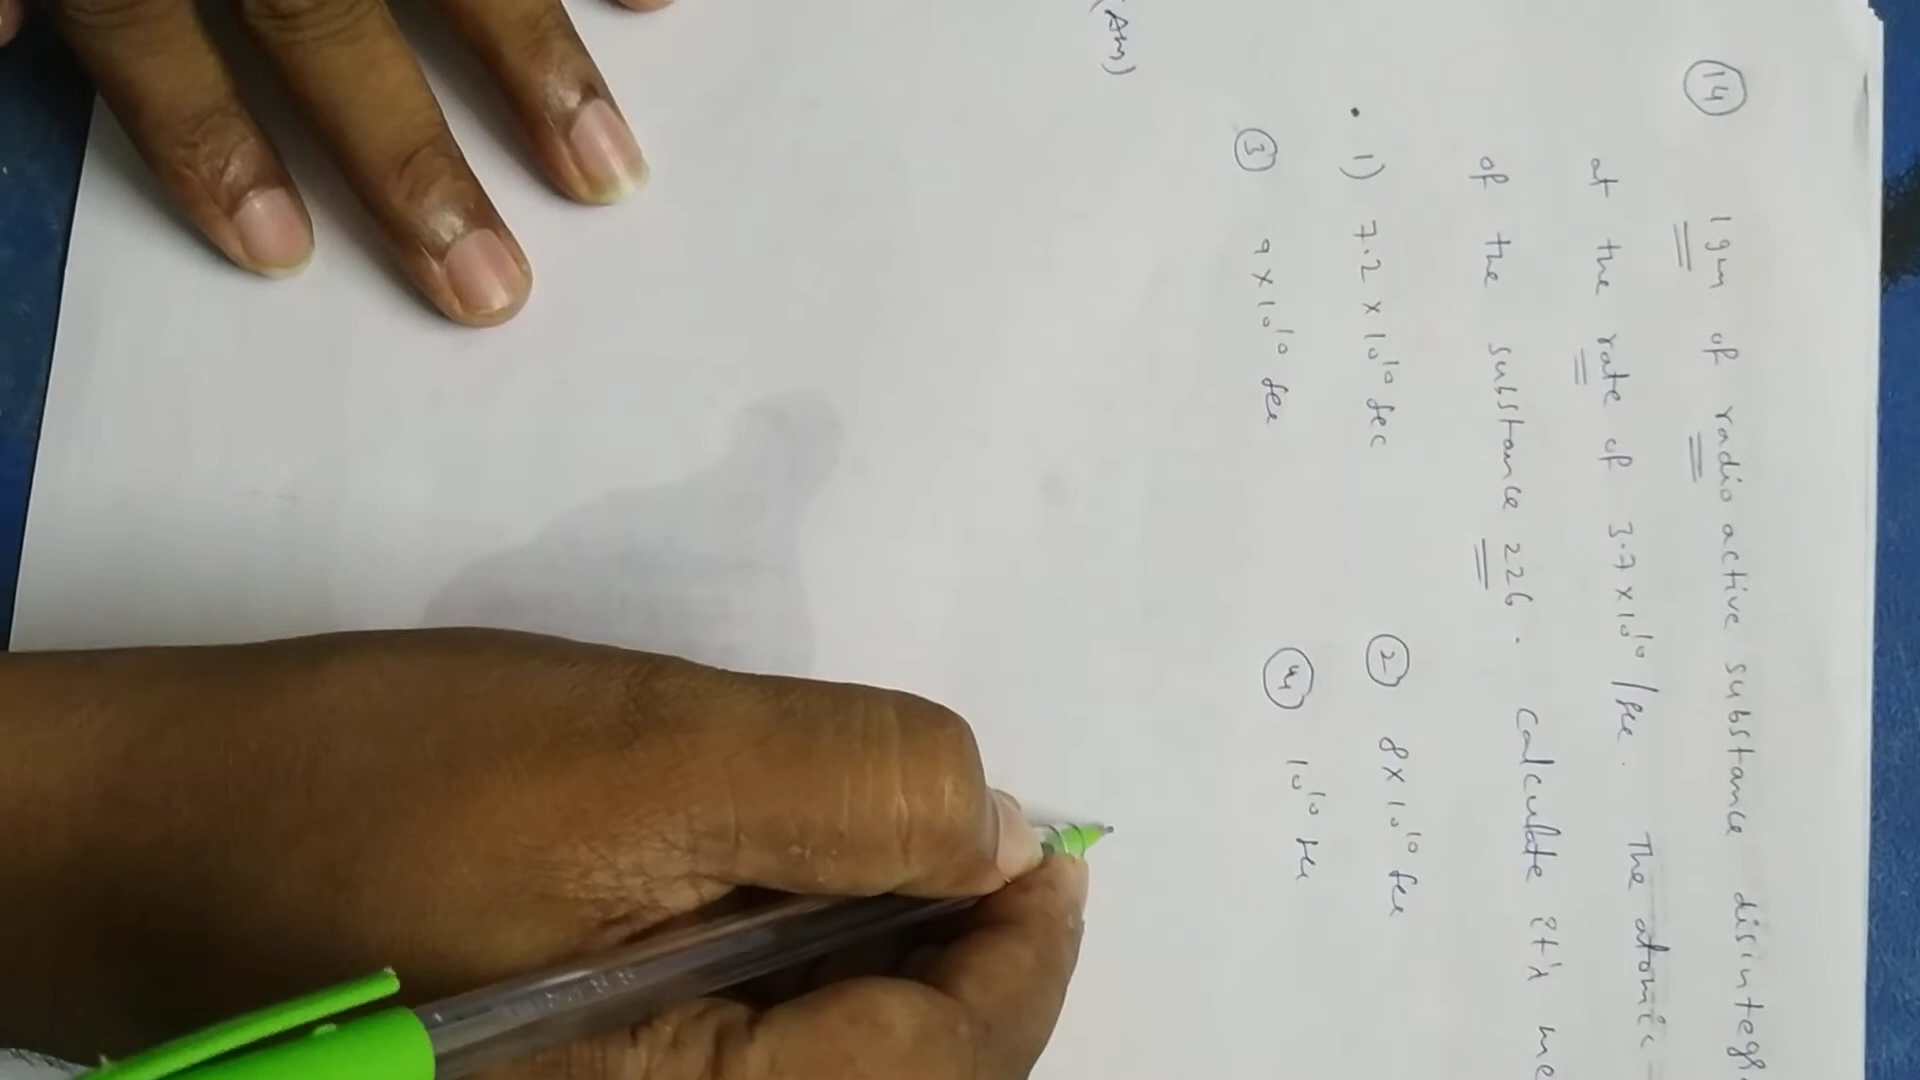 14 1gm of radio active substance disintegr
at the rate of 3.7 x 10¹⁰ /sec. The atomic
of the substance 226. Calculate it's me
1) 7.2 x 10¹⁰ sec 2 8 x 10¹⁰ sec
3 9 x 10¹⁰ sec 4 10¹⁰ sec
(Ans)